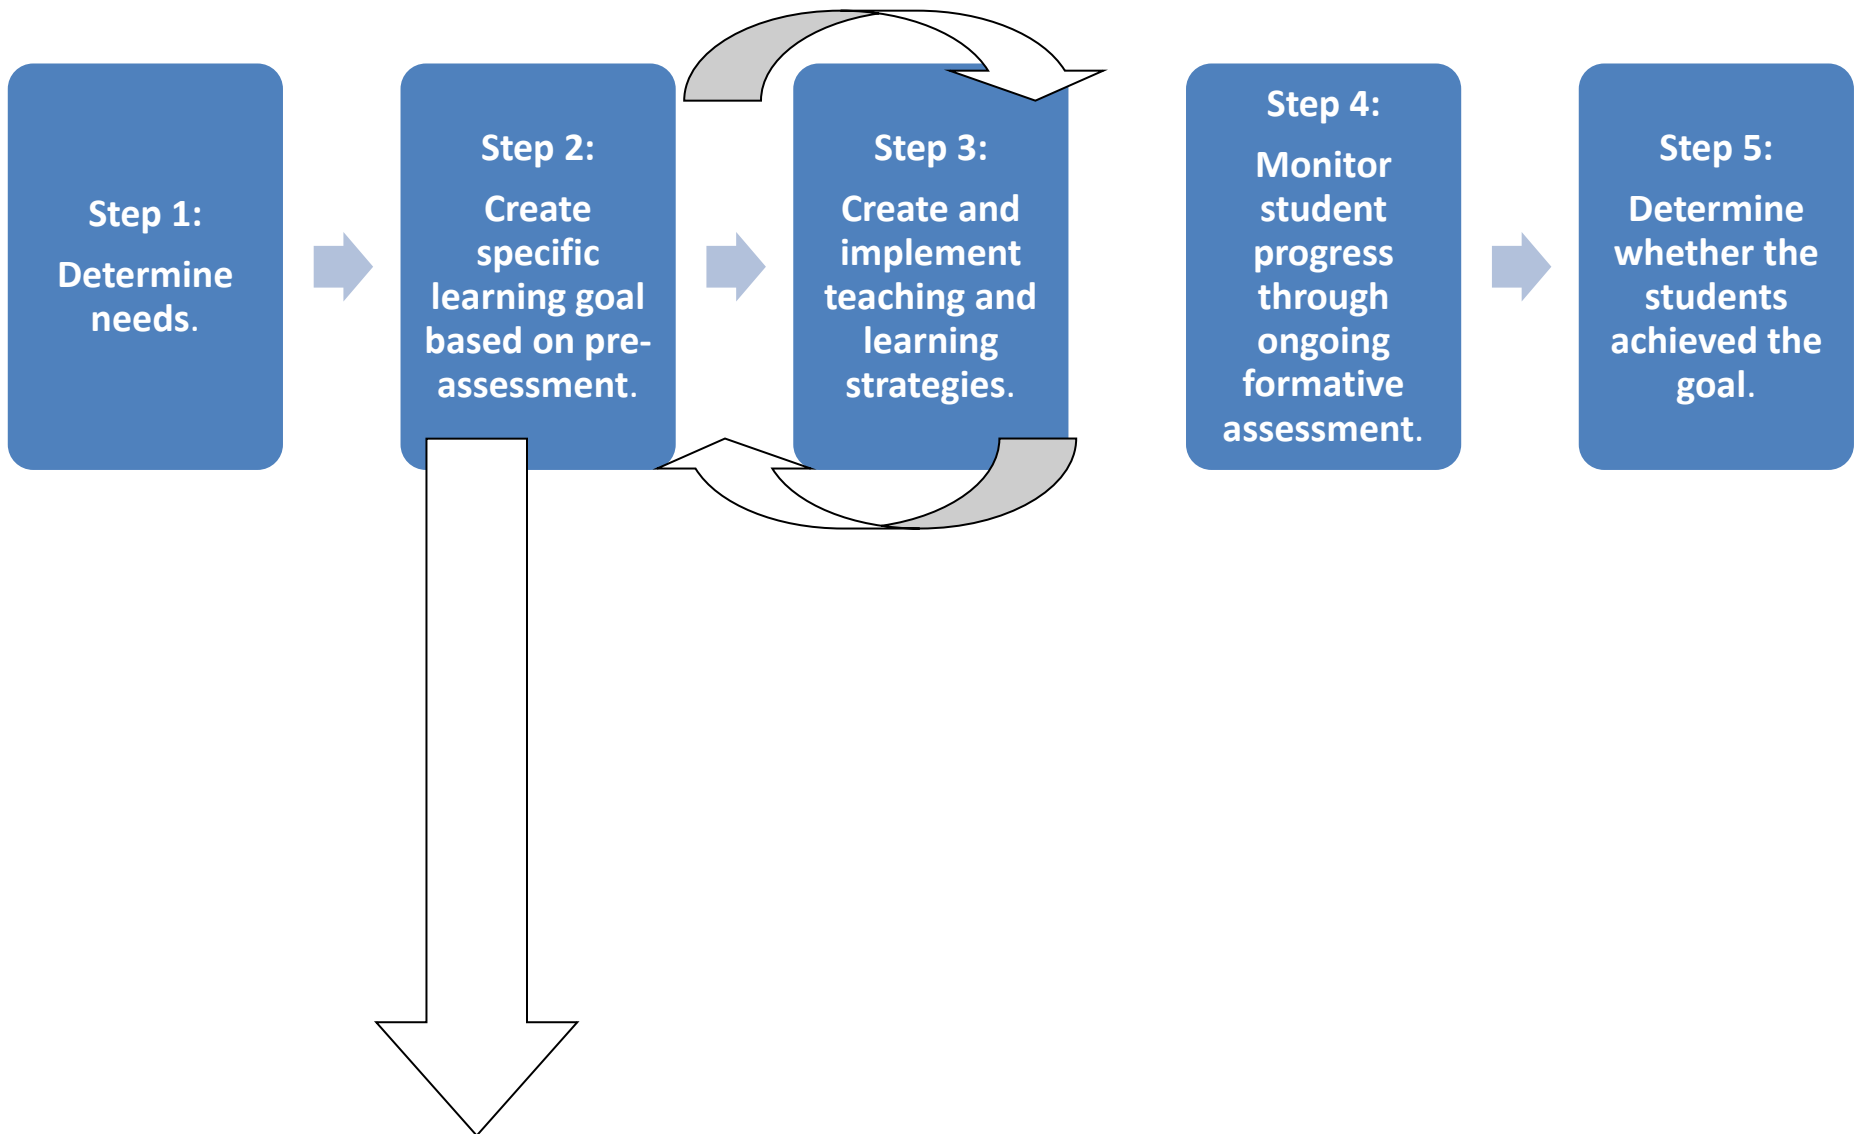 Step 1:
Determine
needs.
Step 2:
Create
specific
learning goal
based on pre-
assessment.
Step 3:
Create and
implement
teaching and
learning
strategies.
Step 4:
Monitor
student
progress
through
ongoing
formative
assessment.
Step 5:
Determine
whether the
students
achieved the
goal.